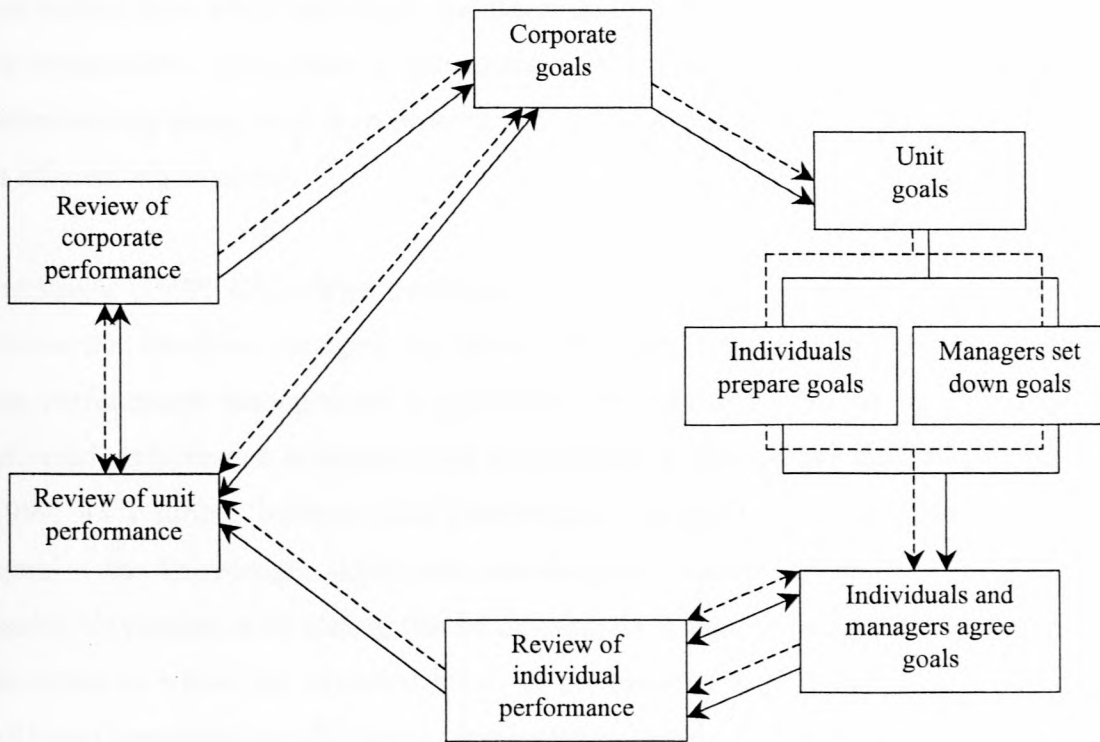 Corporate
goals
Unit
goals
Review of
corporate
performance
Individuals
prepare goals
Managers set
down goals
Review of unit
performance
Individuals and
managers agree
goals
Review of
individual
performance